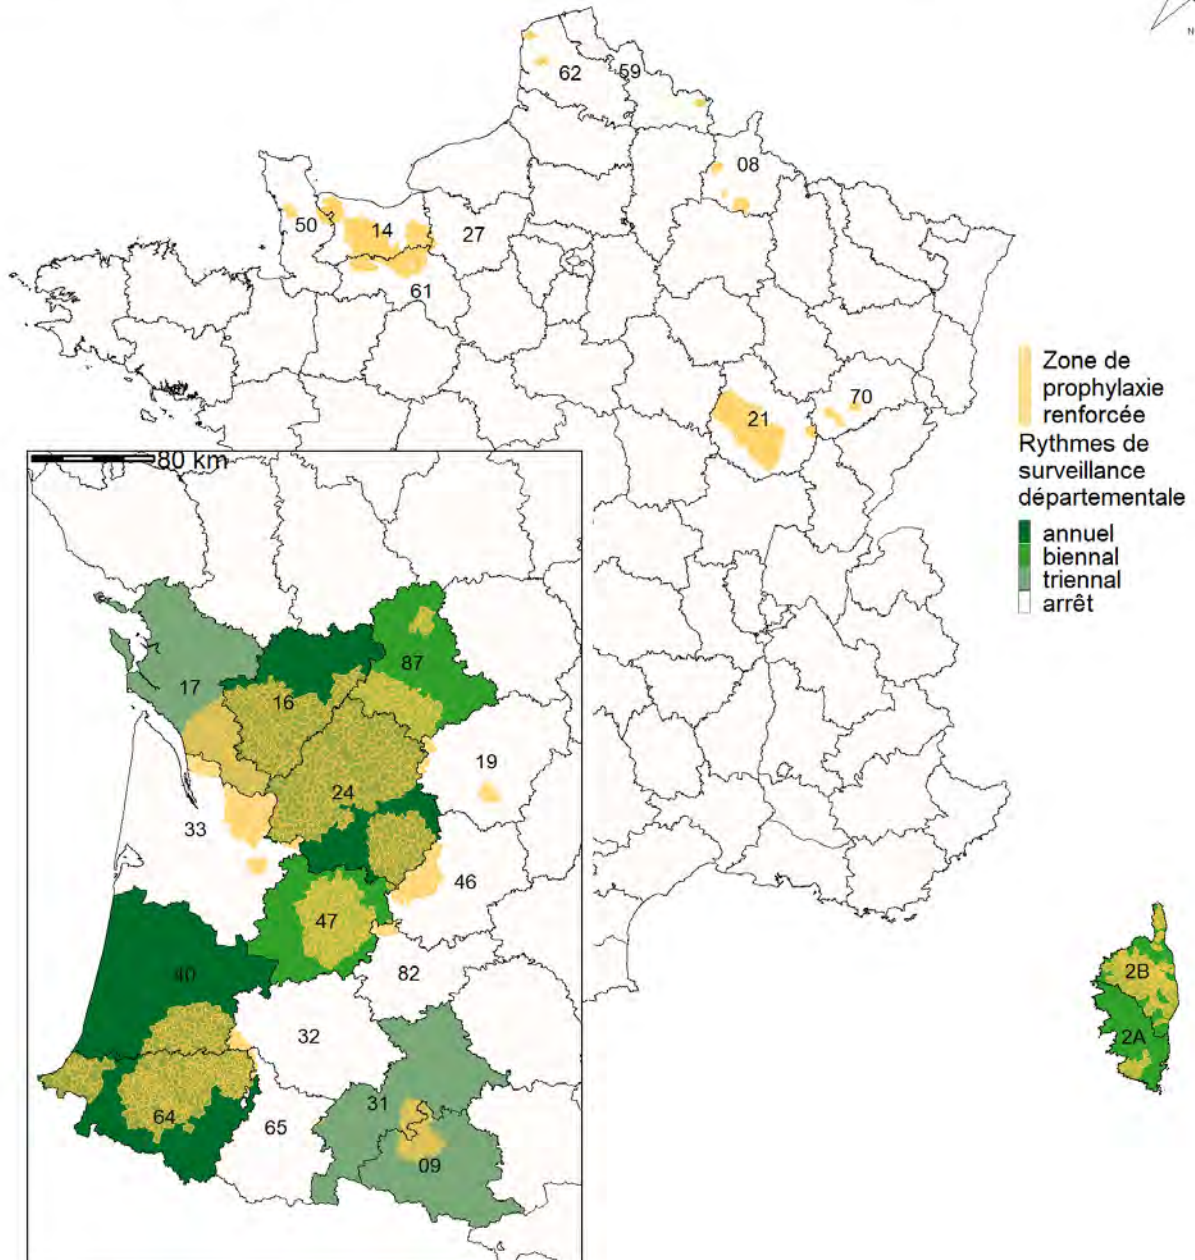 N
62
59
08
50
14
27
61
Zone de
prophylaxie
renforcée
Rythmes de
surveillance
départementale
annuel
biennal
triennal
arrêt
70
21
80 km
87
17
16
19
24
33
46
47
40
82
32
31
64
65
09
2B
2A